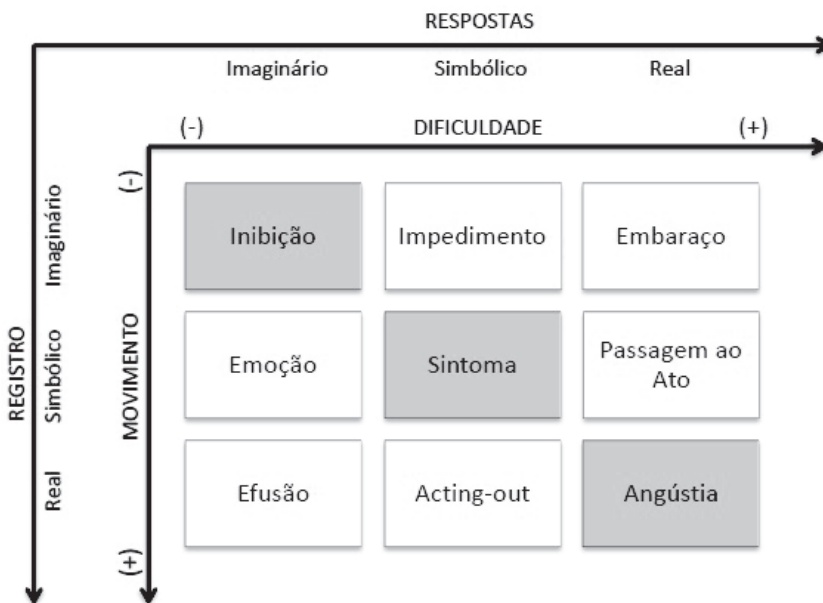 RESPOSTAS
Imaginário Simbólico Real
(-) DIFICULDADE (+)
REGISTRO
Imaginário
Simbólico
Real
(-)
MOVIMENTO
(+)
Inibição Impedimento Embaraço
Emoção Sintoma Passagem ao
Ato
Efusão Acting-out Angústia